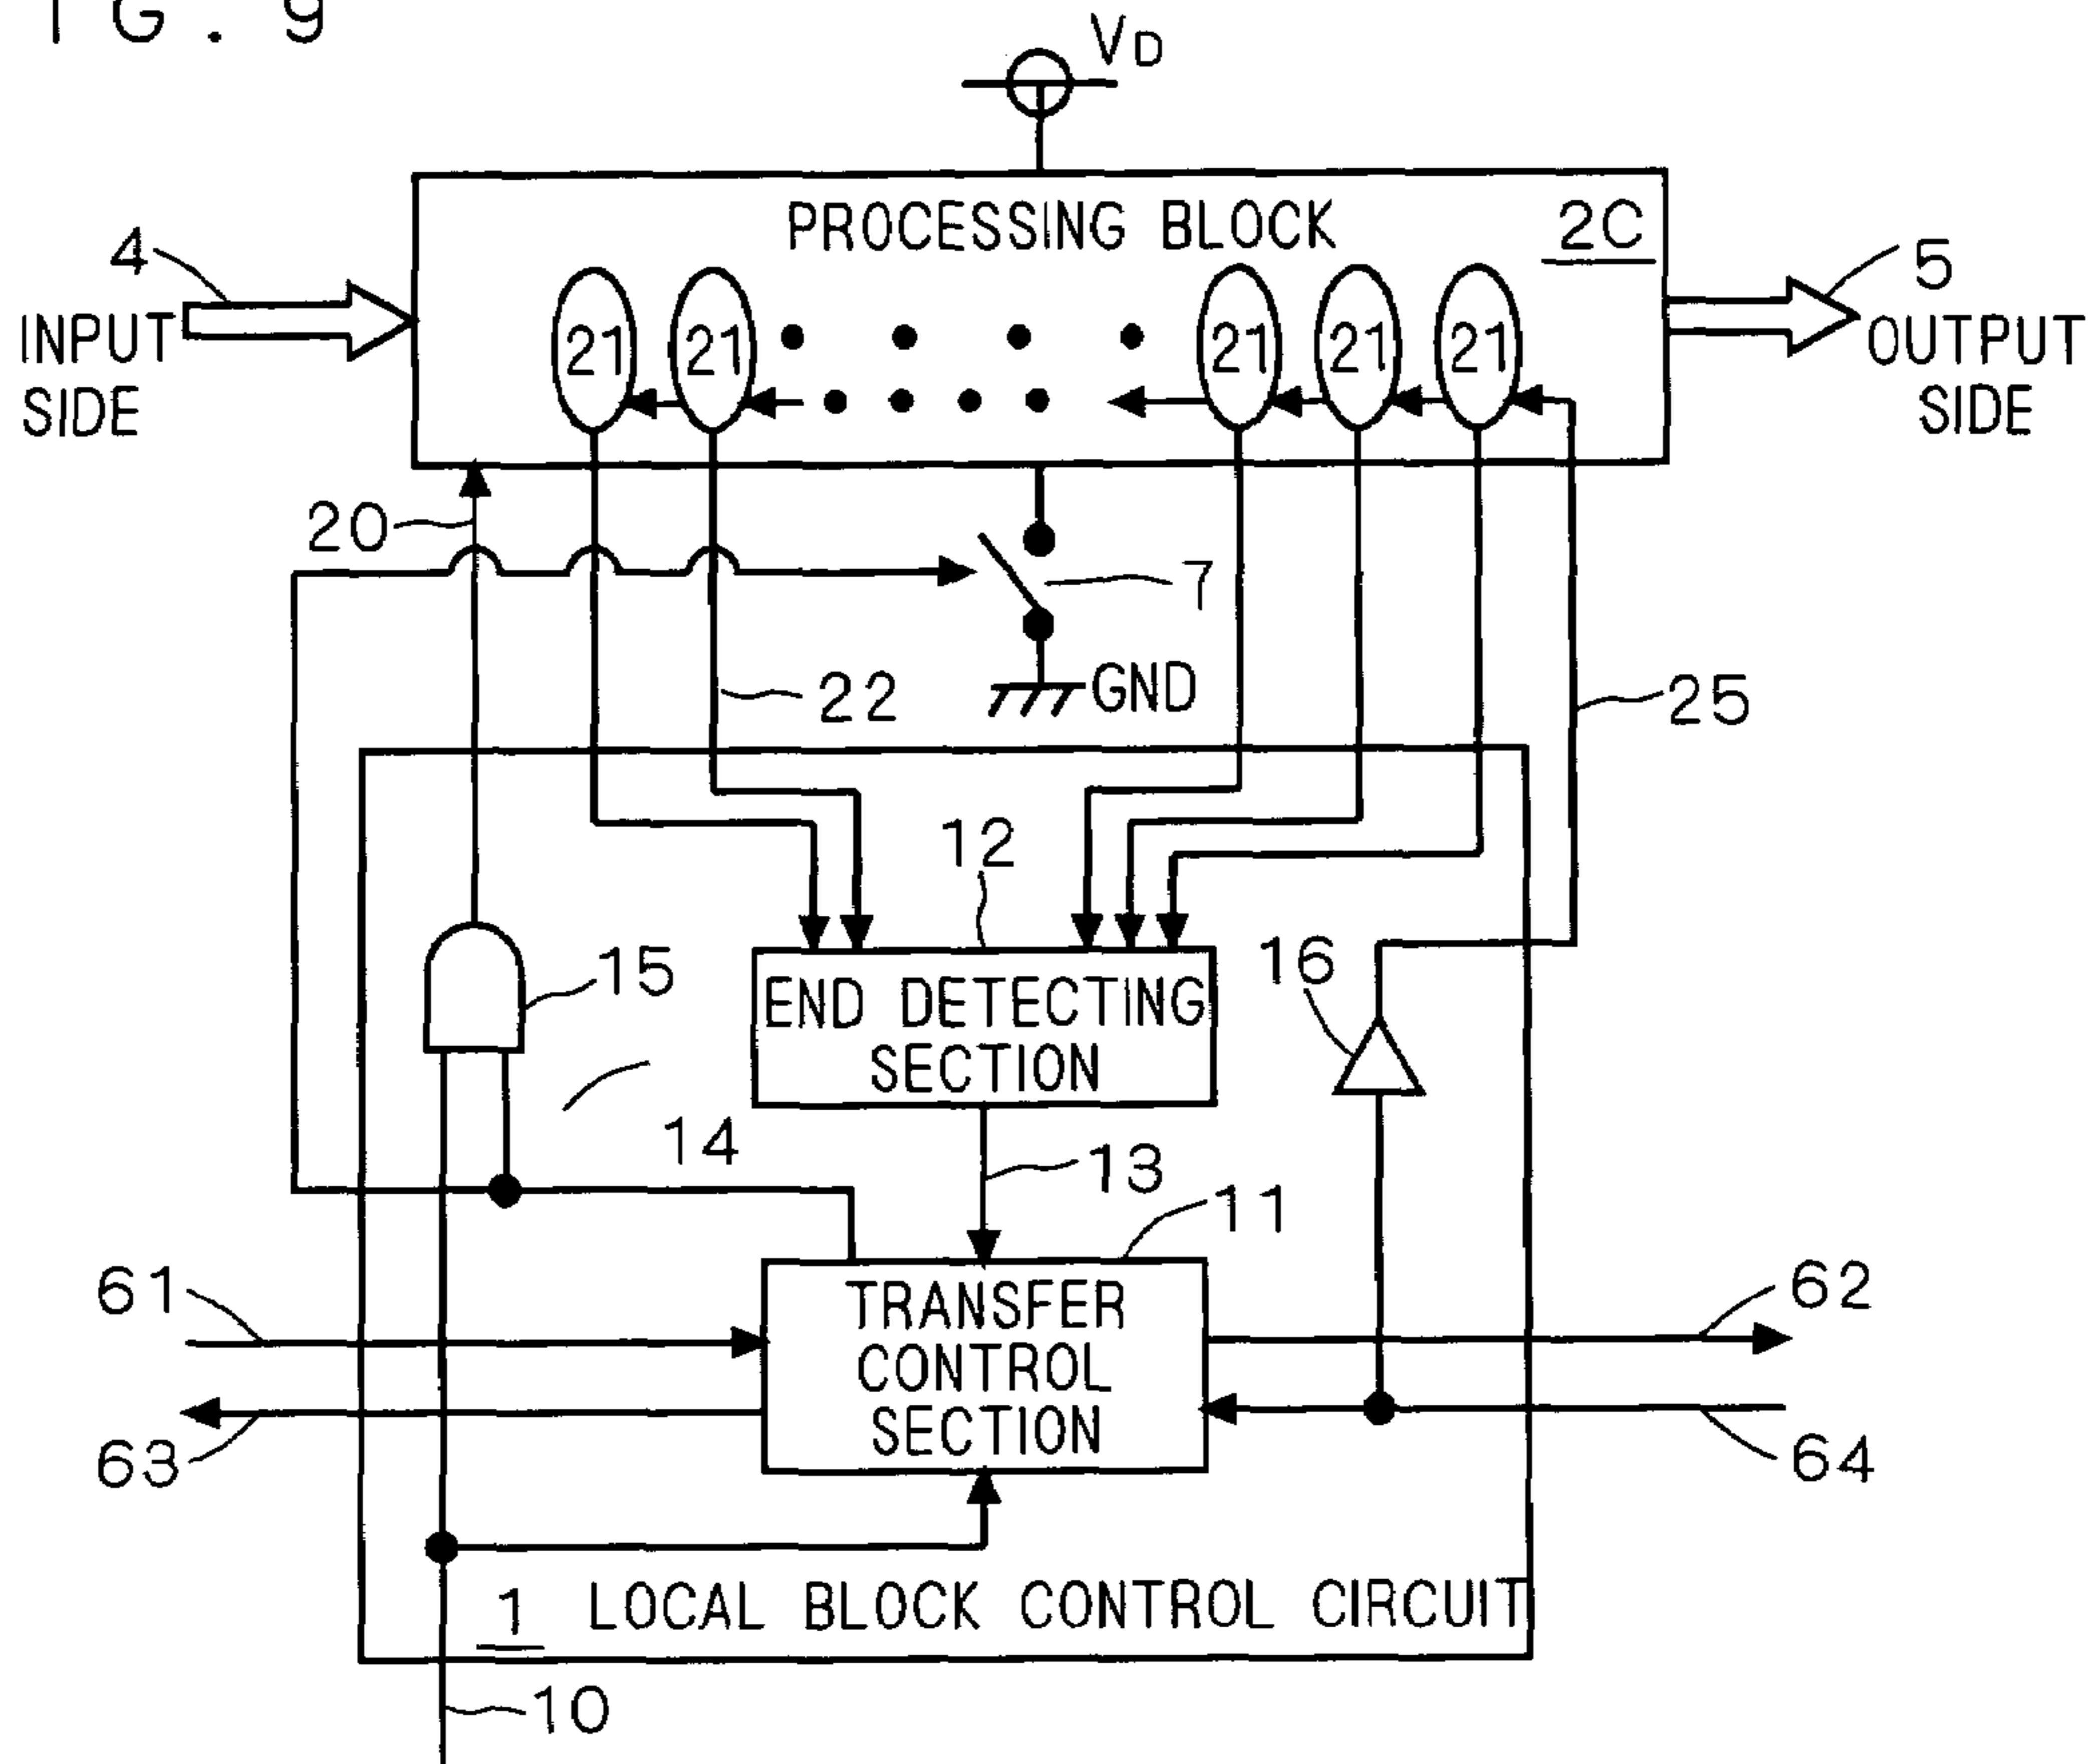 IG. 9
VD
PROCESSING BLOCK
2C
4
5
INPUT
SIDE
21
21
21
21
21
OUTPUT
SIDE
20
7
22
GND
25
12
15
16
END DETECTING
SECTION
14
13
11
61
62
TRANSFER
CONTROL
SECTION
63
64
1
LOCAL BLOCK CONTROL CIRCUIT
10